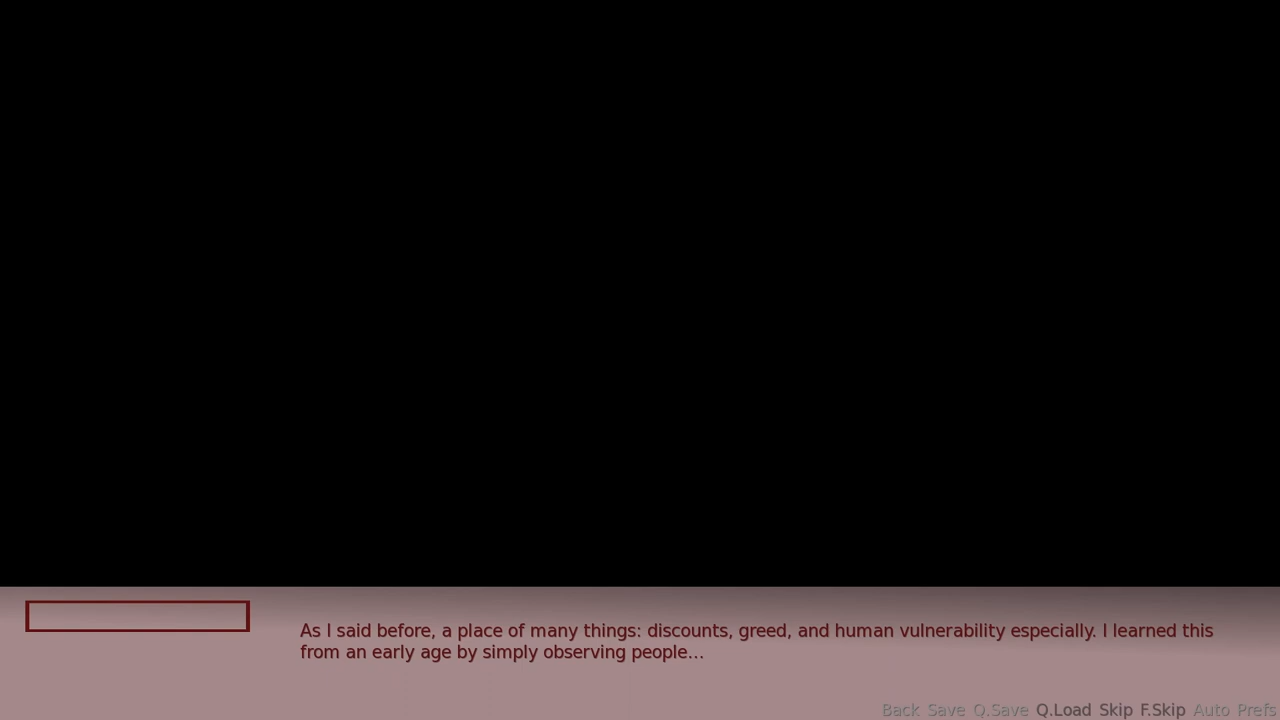 As I said before, a place of many things: discounts, greed, and human vulnerability especially. I learned this
from an early age by simply observing people…
Back Save Q.Save Q.Load Skip F.Skip Auto Prefs